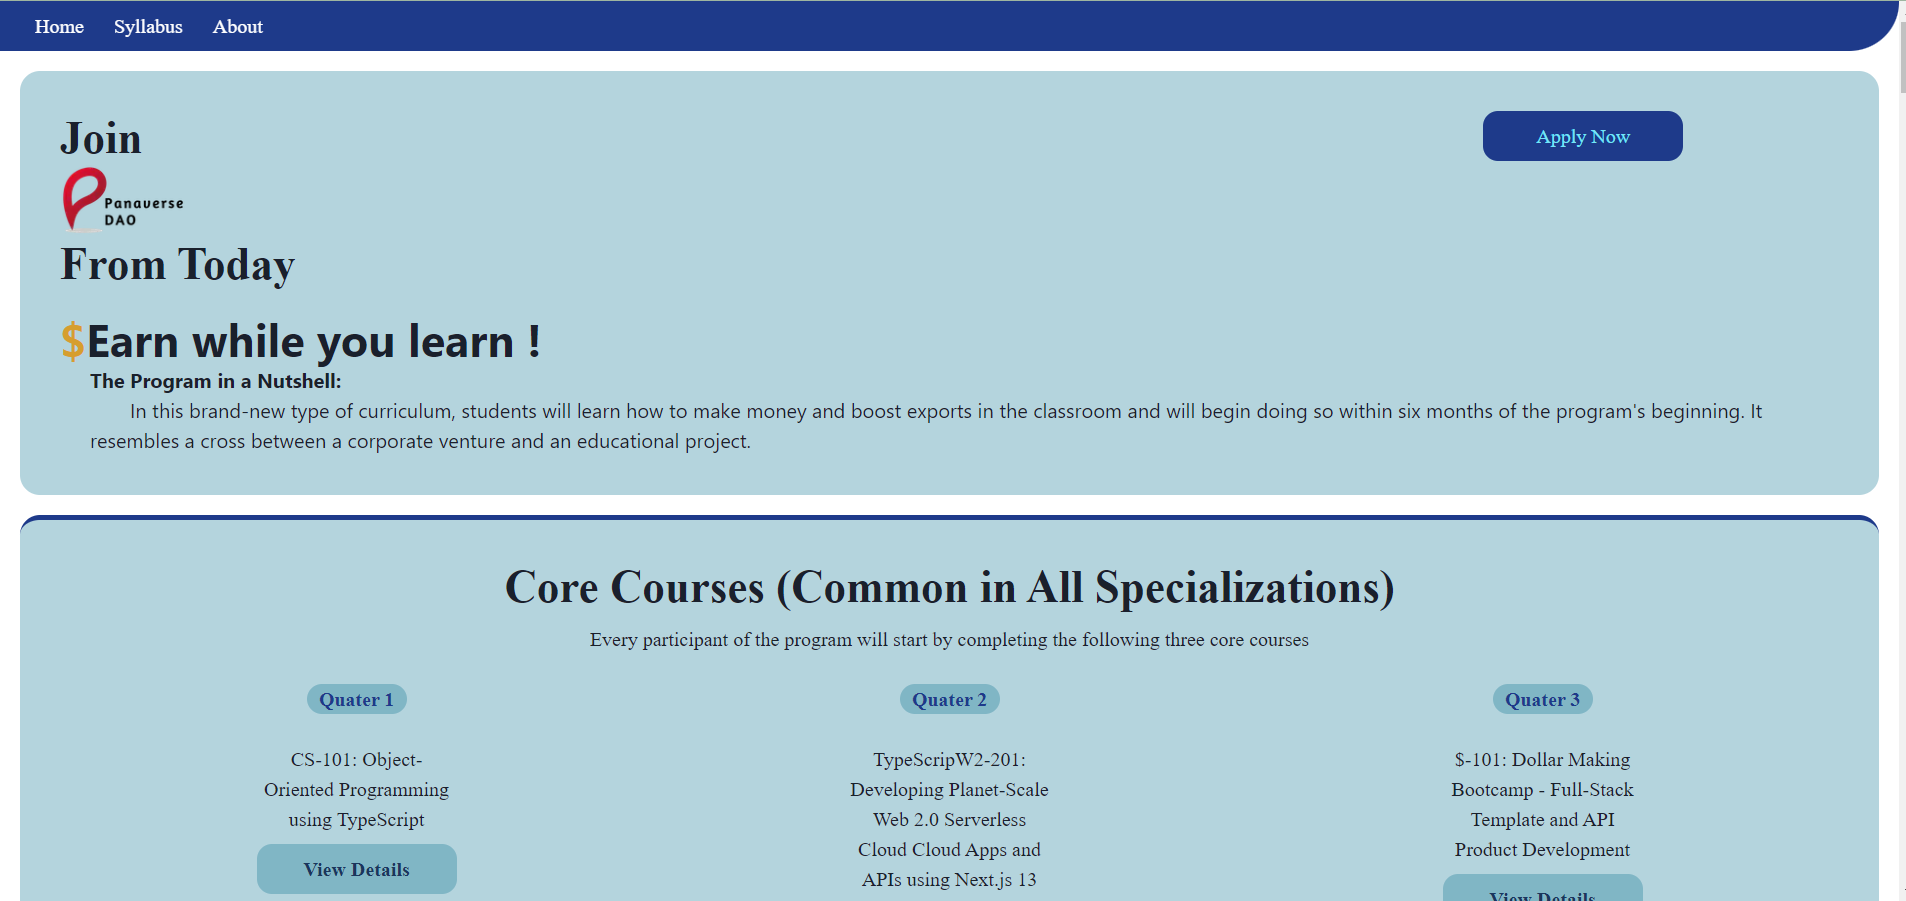 Home Syllabus About
Join
Apply Now
Panaverse
DAO
From Today
$Earn while you learn !
The Program in a Nutshell:
In this brand-new type of curriculum, students will learn how to make money and boost exports in the classroom and will begin doing so within six months of the program's beginning. It
resembles a cross between a corporate venture and an educational project.
Core Courses (Common in All Specializations)
Every participant of the program will start by completing the following three core courses
Quater 1
CS-101: Object-
Oriented Programming
using TypeScript
View Details
Quater 2
TypeScripW2-201:
Developing Planet-Scale
Web 2.0 Serverless
Cloud Cloud Apps and
APIs using Next.js 13
Quater 3
$-101: Dollar Making
Bootcamp - Full-Stack
Template and API
Product Development
View Details